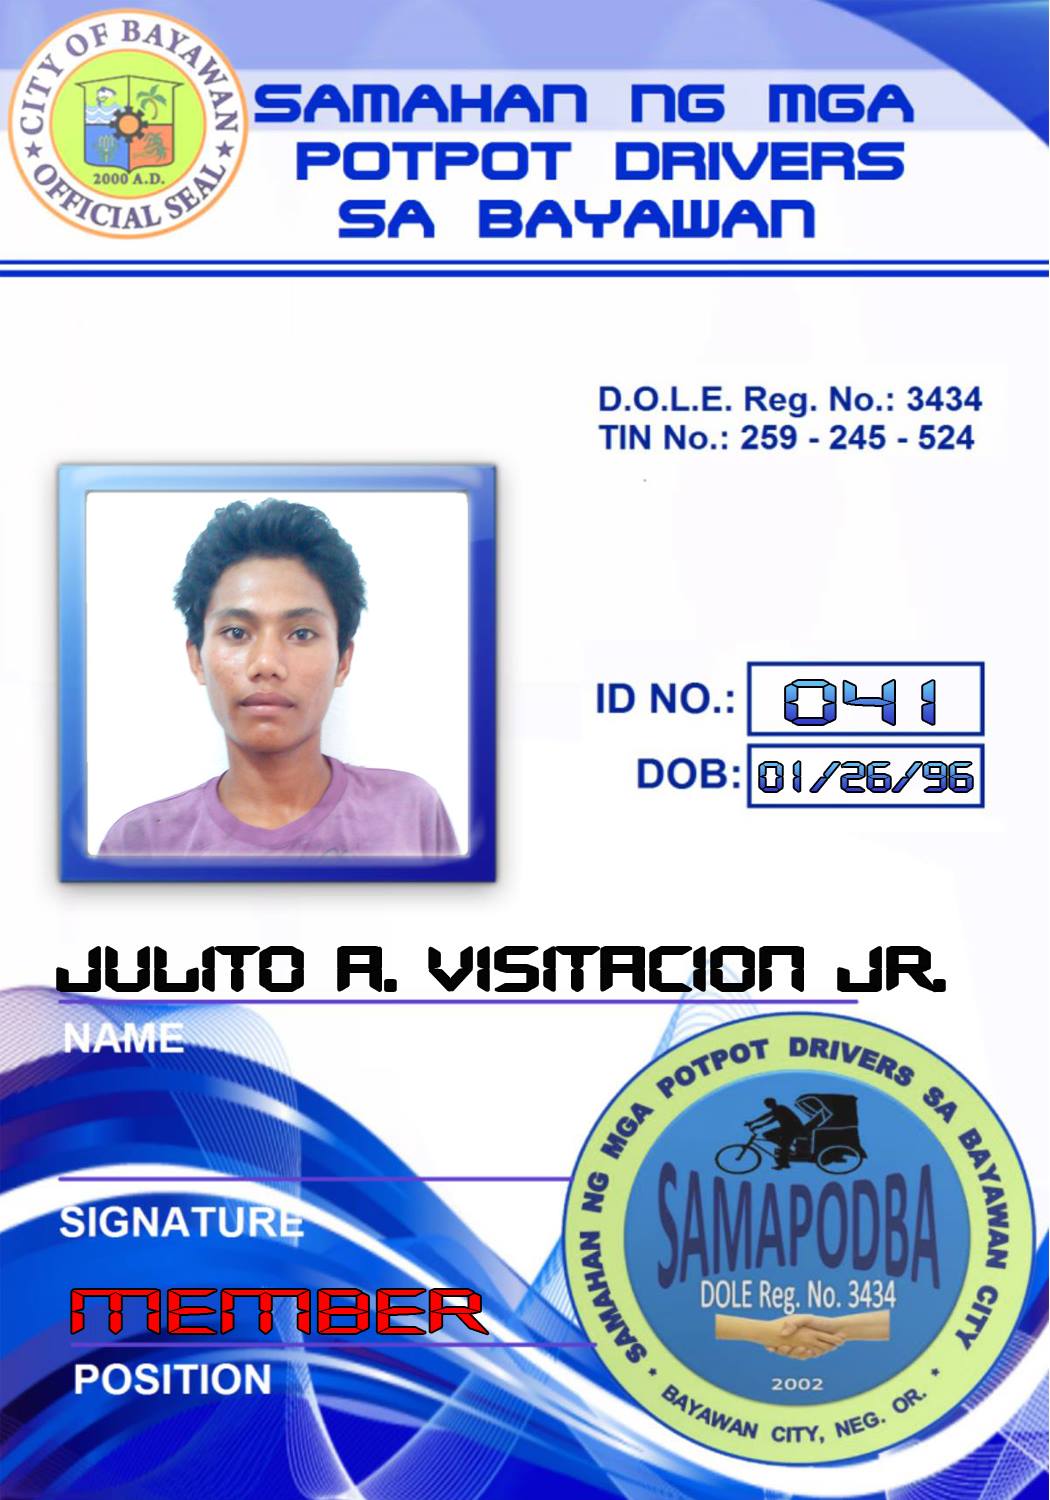 CITY OF BAYAWAN
2000 A.D.
★ OFFICIAL SEAL ★
SAMAHAN NG MGA
POTPOT DRIVERS
SA BAYAWAN
D.O.L.E. Reg. No.: 3434
TIN No.: 259 - 245 - 524
ID NO.: 041
DOB: 01/26/96
JULITO A. VISITACION JR.
NAME
SIGNATURE
MEMBER
POSITION
SAMAHAN NG MGA POTPOT DRIVERS SA BAYAWAN CITY
SAMAPODBA
DOLE Reg. No. 3434
2002
• BAYAWAN CITY, NEG. OR. •